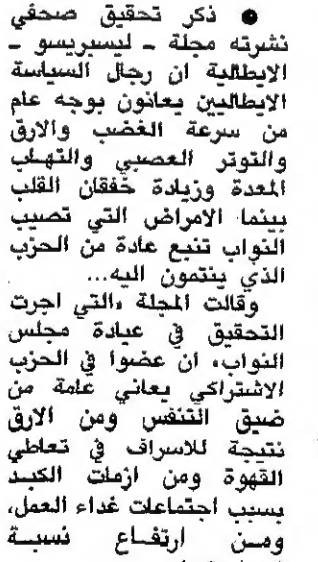 ● ذكر تحقيق صحفي
نشرته مجلة ـ ليسبريسو ـ
الايطالية ان رجال السياسة
الايطاليين يعانون بوجه عام
من سرعة الغضب والارق
والتوتر العصبي والتهاب
المعدة وزيادة خفقان القلب
بينما الامراض التي تصيب
النواب تنبع عادة من الحزب
الذي ينتمون اليه...
وقالت المجلة «التي اجرت
التحقيق في عيادة مجلس
النواب» ان عضوا في الحزب
الاشتراكي يعاني عامة من
ضيق التنفس ومن الارق
نتيجة للاسراف في تعاطي
القهوة ومن ازمات الكبد
بسبب اجتماعات غداء العمل،
ومن ارتفاع نسبة